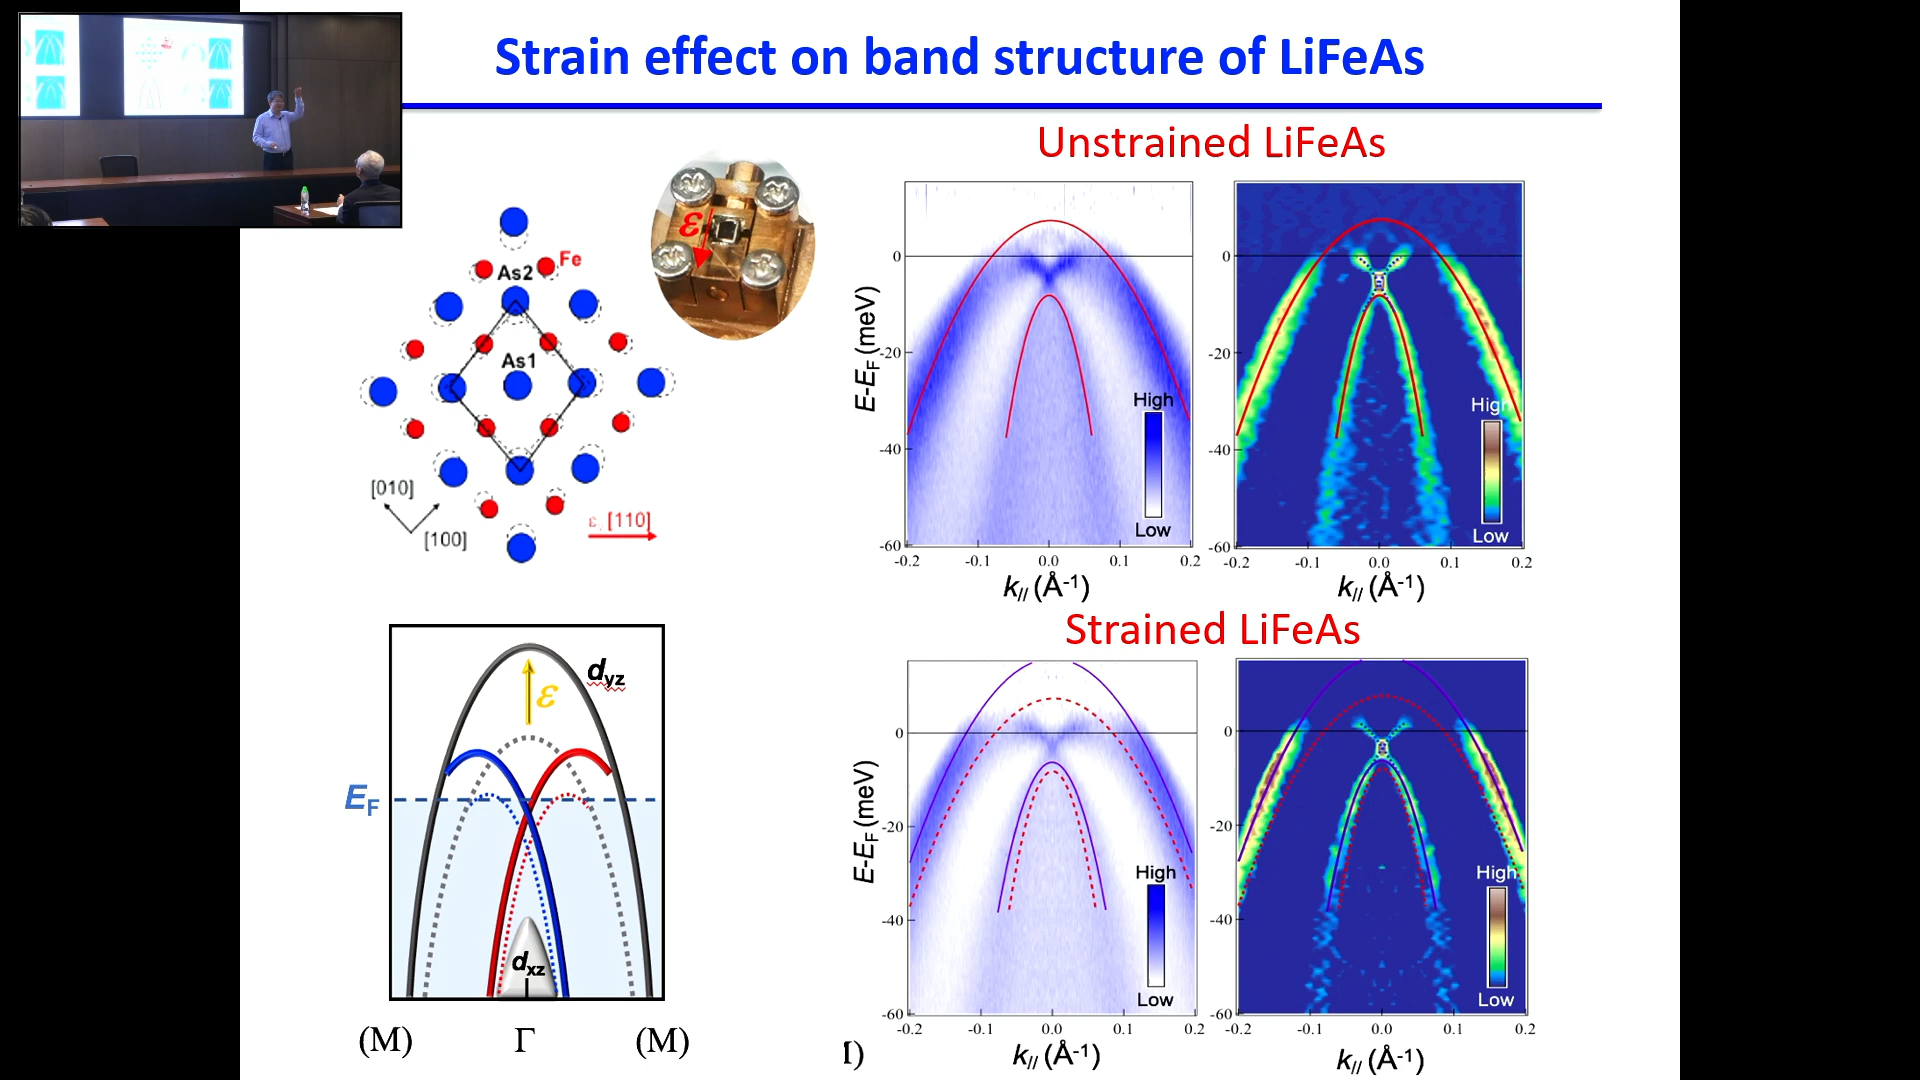 Strain effect on band structure of LiFeAs
Unstrained LiFeAs
ε
Fe
As2
As1
[010]
[100]
ε, [110]
E-E_F (meV)
0
-20
-40
-60
High
Low
-0.2 -0.1 0.0 0.1 0.2
k// (Å-1)
0
-20
-40
-60
High
Low
-0.2 -0.1 0.0 0.1 0.2
k// (Å-1)
Strained LiFeAs
dyz
ε
EF
dxz
(M) Γ (M)
E-E_F (meV)
0
-20
-40
-60
High
Low
-0.2 -0.1 0.0 0.1 0.2
k// (Å-1)
0
-20
-40
-60
High
Low
-0.2 -0.1 0.0 0.1 0.2
k// (Å-1)